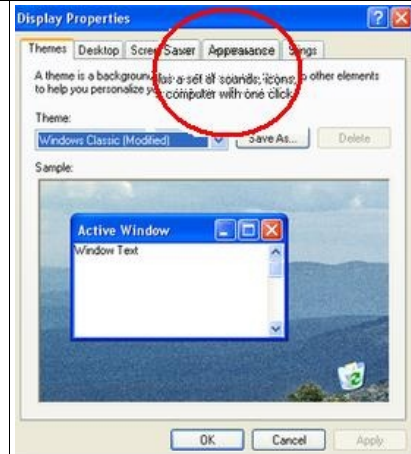 Display Properties
Themes Desktop Screen Saver Appearance
A theme is a background plus a set of sounds, icons, other elements
to help you personalize computer with one click
Theme:
Windows Classic (Modified) Save As... Delete
Sample:
Active Window
Window Text
OK Cancel Apply